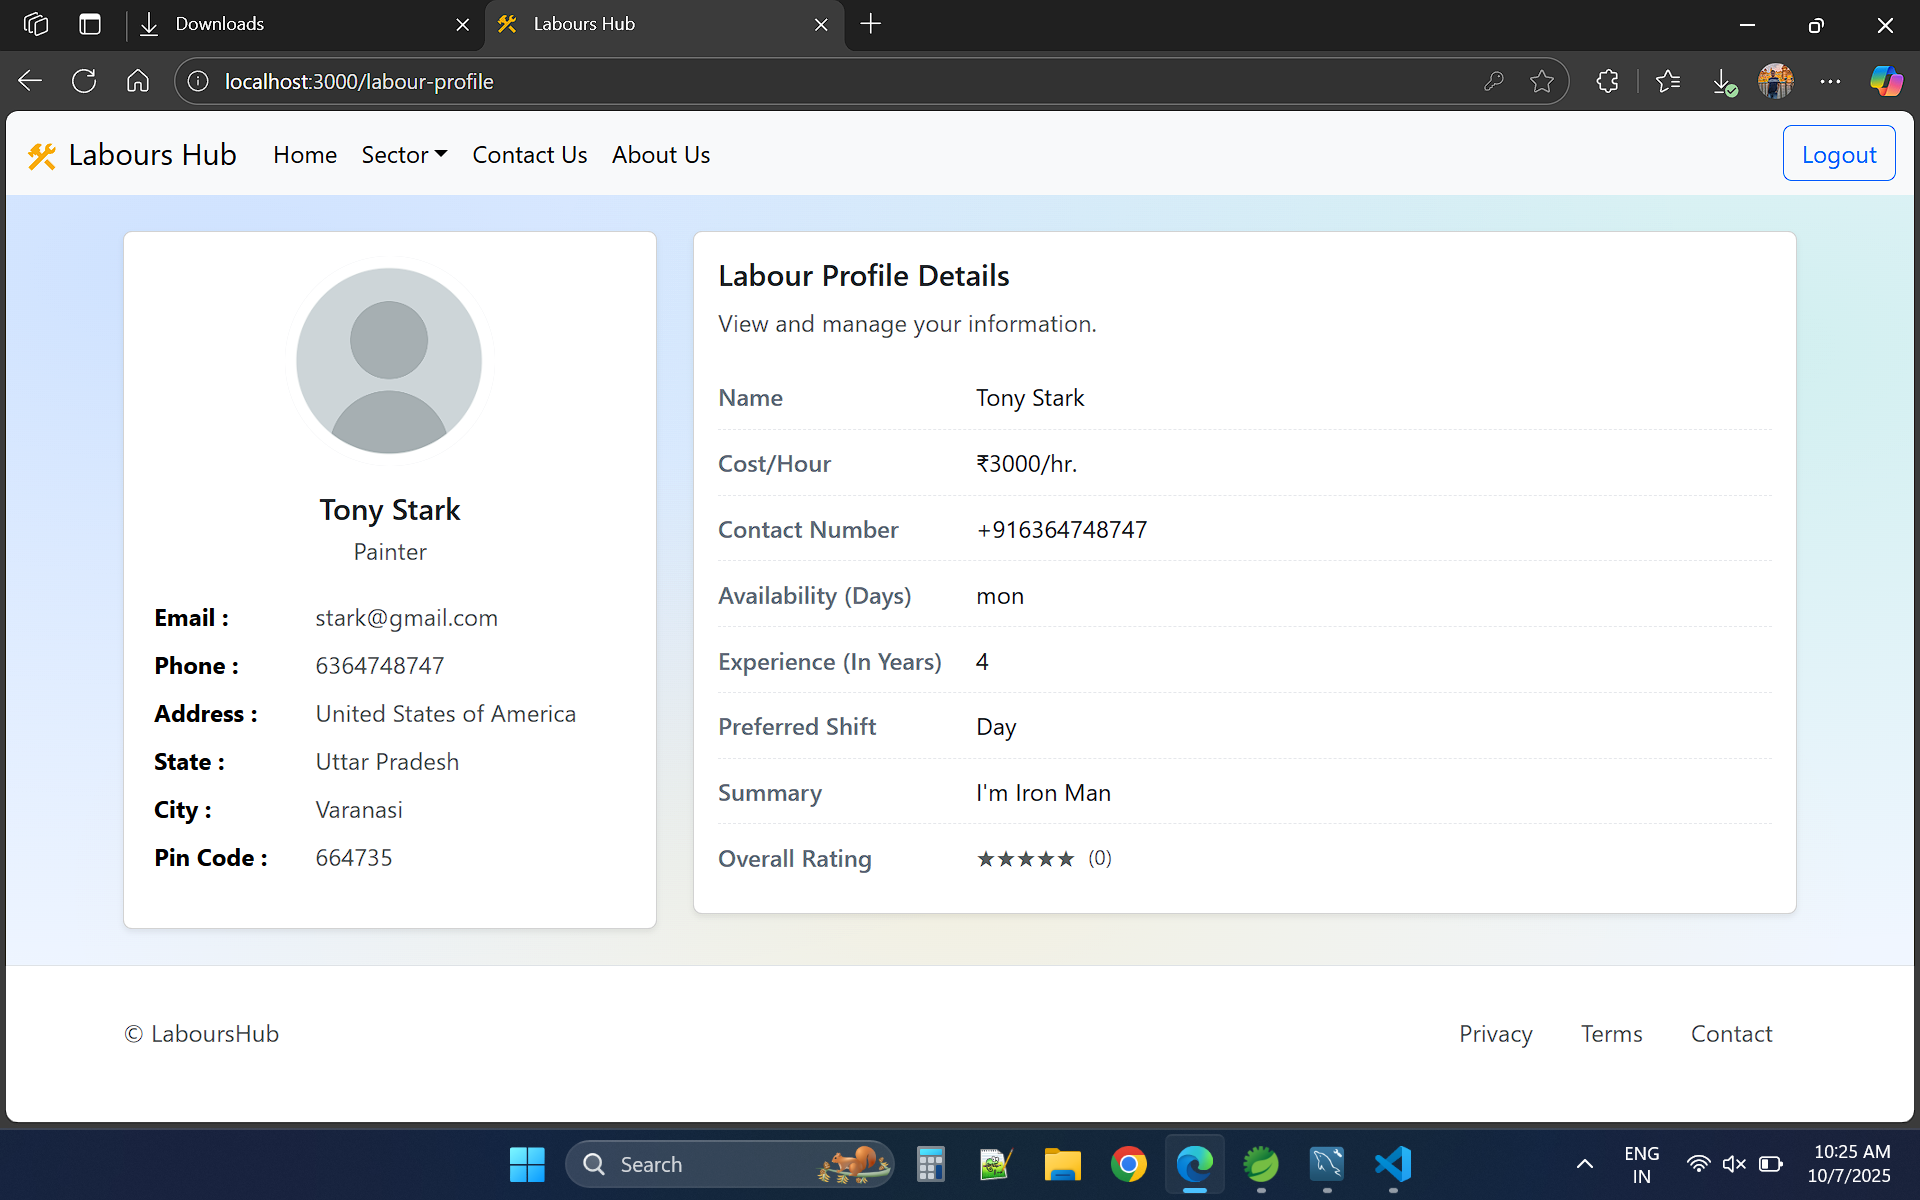 Downloads
Labours Hub
localhost:3000/labour-profile
Labours Hub
Home
Sector
Contact Us
About Us
Logout
Tony Stark
Painter
Email : stark@gmail.com
Phone : 6364748747
Address : United States of America
State : Uttar Pradesh
City : Varanasi
Pin Code : 664735
Labour Profile Details
View and manage your information.
Name Tony Stark
Cost/Hour ₹3000/hr.
Contact Number +916364748747
Availability (Days) mon
Experience (In Years) 4
Preferred Shift Day
Summary I'm Iron Man
Overall Rating ★★★★★ (0)
© LaboursHub
Privacy
Terms
Contact
Search
ENG
IN
10:25 AM
10/7/2025